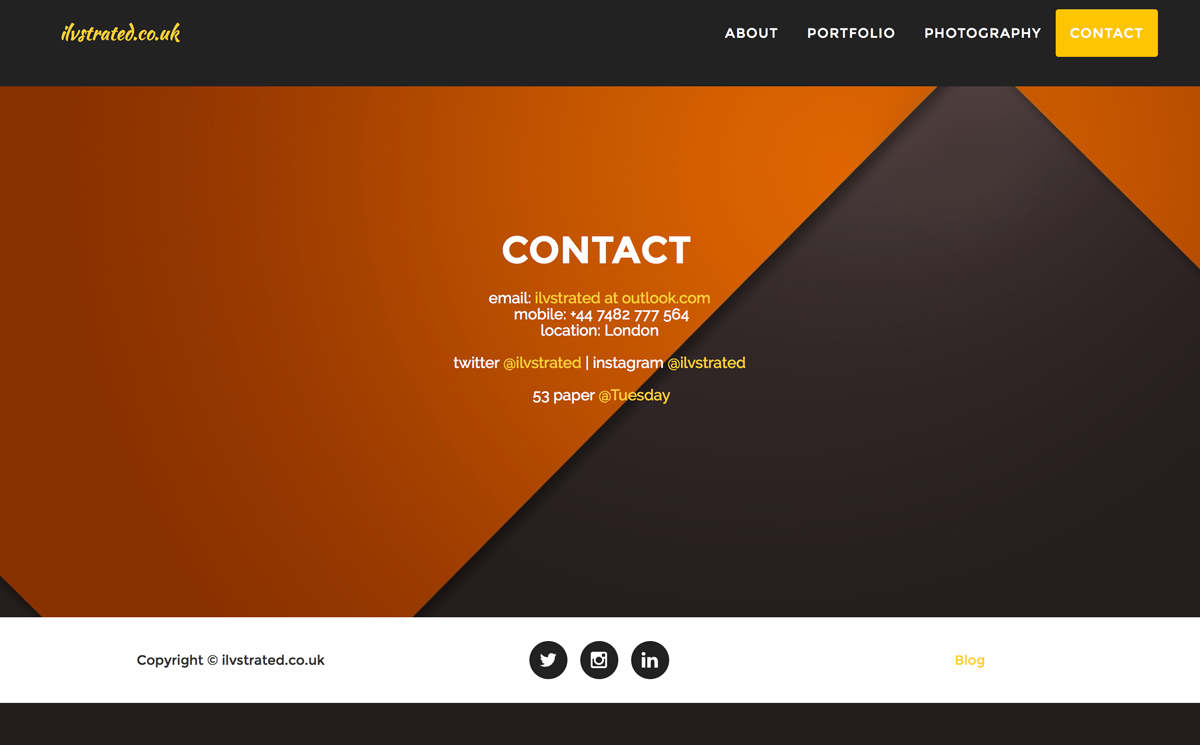 ilvstrated.co.uk
ABOUT PORTFOLIO PHOTOGRAPHY CONTACT
CONTACT
email: ilvstrated at outlook.com
mobile: +44 7482 777 564
location: London
twitter @ilvstrated | instagram @ilvstrated
53 paper @Tuesday
Copyright © ilvstrated.co.uk
in
Blog